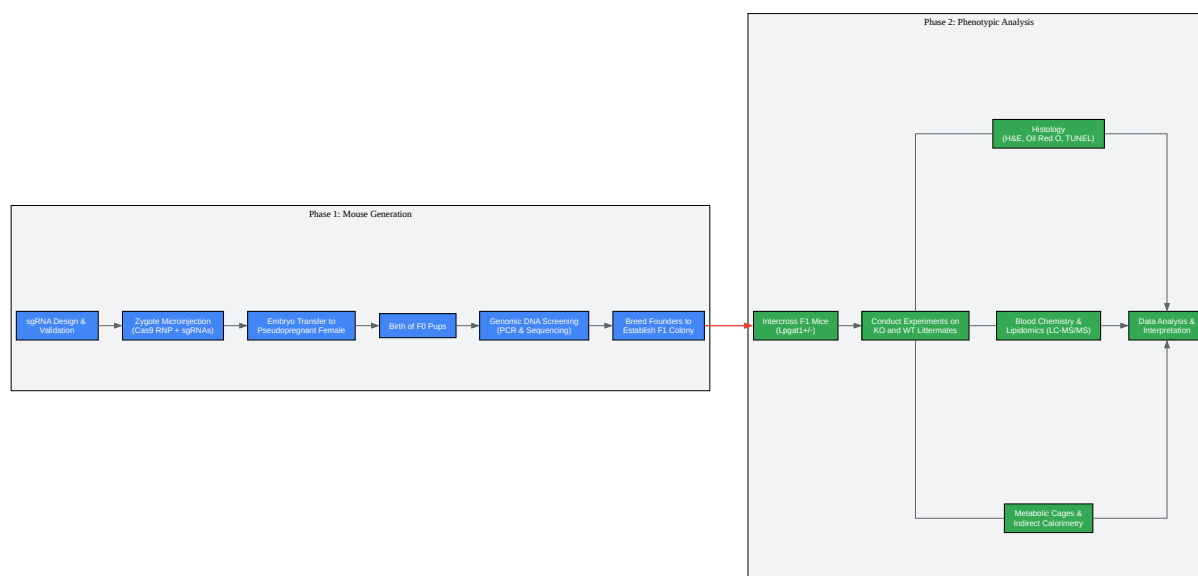 Phase 1: Mouse Generation
sgRNA Design &
Validation
Zygote Microinjection
(Cas9 RNP + sgRNAs)
Embryo Transfer to
Pseudopregnant Female
Birth of F0 Pups
Genomic DNA Screening
(PCR & Sequencing)
Breed Founders to
Establish F1 Colony
Phase 2: Phenotypic Analysis
Intercross F1 Mice
(Lpgat1+/-)
Conduct Experiments on
KO and WT Littermates
Histology
(H&E, Oil Red O, TUNEL)
Blood Chemistry &
Lipidomics (LC-MS/MS)
Metabolic Cages &
Indirect Calorimetry
Data Analysis &
Interpretation